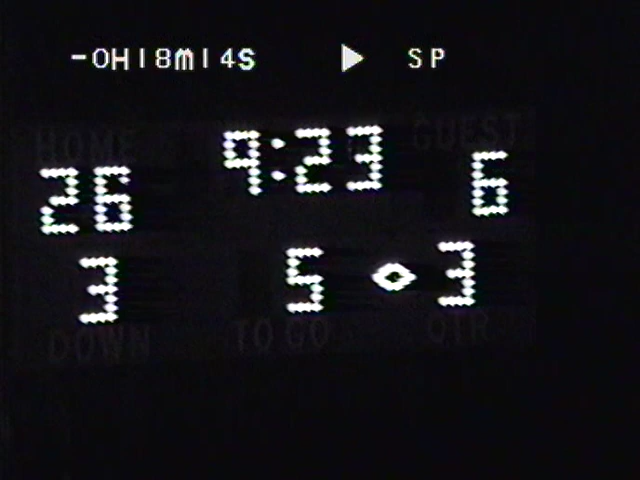 -0H18m14S ▶ SP
HOME 9:23 GUEST
26 6
3 5 3
DOWN TO GO QTR